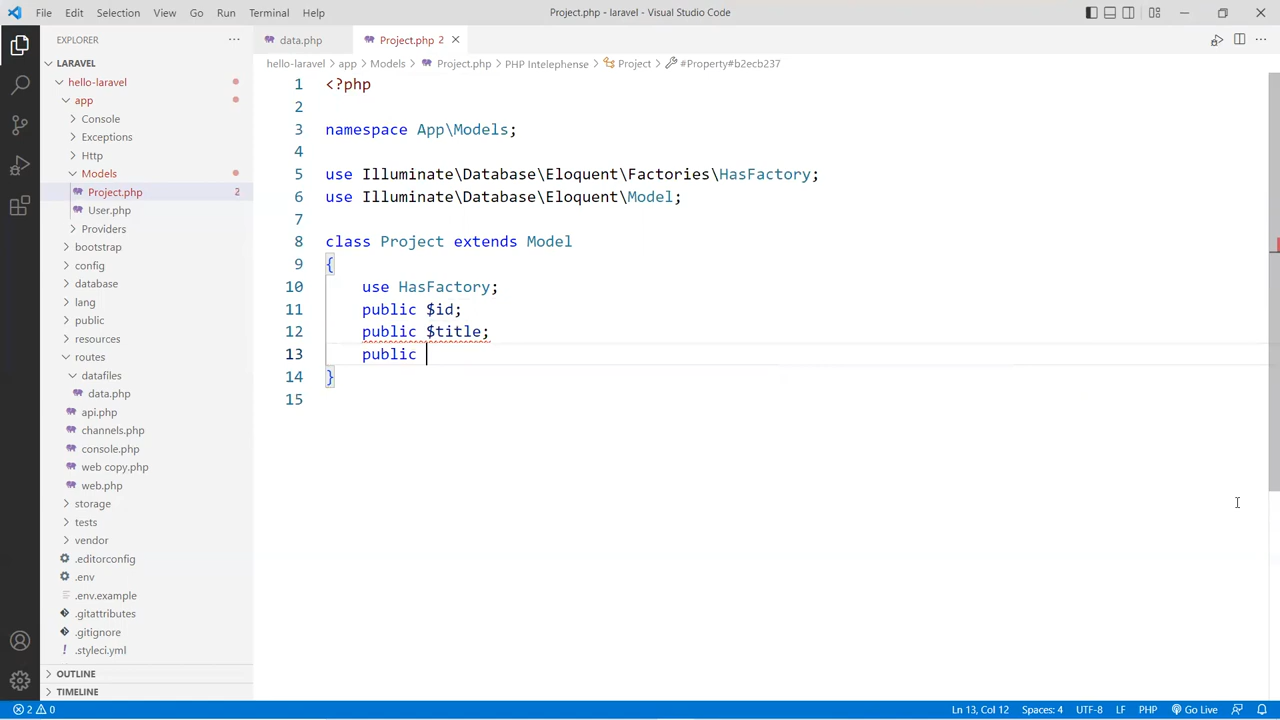 File Edit Selection View Go Run Terminal Help
Project.php - laravel - Visual Studio Code
EXPLORER
LARAVEL
hello-laravel
app
Console
Exceptions
Http
Models
Project.php 2
User.php
Providers
bootstrap
config
database
lang
public
resources
routes
datafiles
data.php
api.php
channels.php
console.php
web copy.php
web.php
storage
tests
vendor
.editorconfig
.env
.env.example
.gitattributes
.gitignore
.styleci.yml
OUTLINE
TIMELINE
data.php Project.php 2
hello-laravel > app > Models > Project.php > PHP Intelephense > Project > #Property#b2ecb237
1 <?php
2
3 namespace App\Models;
4
5 use Illuminate\Database\Eloquent\Factories\HasFactory;
6 use Illuminate\Database\Eloquent\Model;
7
8 class Project extends Model
9 {
10 use HasFactory;
11 public $id;
12 public $title;
13 public
14 }
15
2 0 Ln 13, Col 12 Spaces: 4 UTF-8 LF PHP Go Live